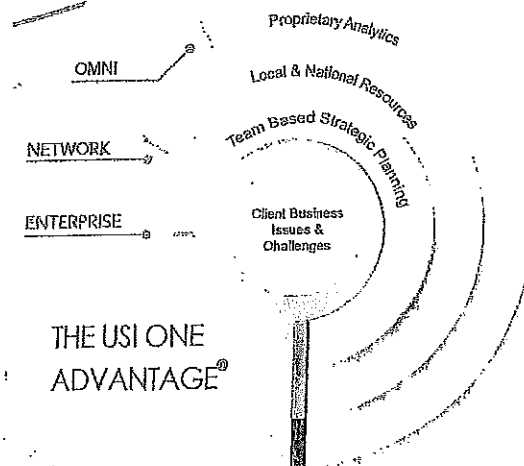 Proprietary Analytics
OMNI
Local & National Resources
Team Based Strategic Planning
NETWORK
ENTERPRISE
Client Business
Issues &
Challenges
THE USI ONE
ADVANTAGE®